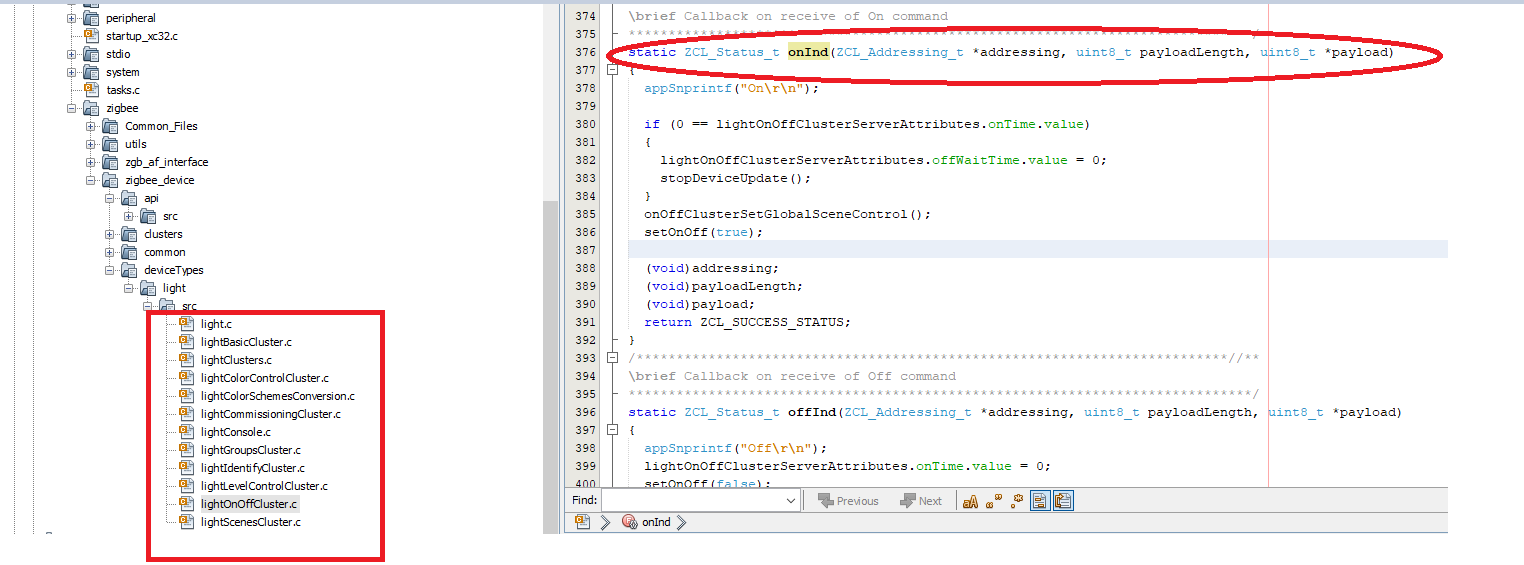 peripheral
startup_xc32.c
stdio
system
tasks.c
zigbee
Common_Files
utils
zgb_af_interface
zigbee_device
api
src
clusters
common
deviceTypes
light
src
light.c
lightBasicCluster.c
lightClusters.c
lightColorControlCluster.c
lightColorSchemesConversion.c
lightCommissioningCluster.c
lightConsole.c
lightGroupsCluster.c
lightIdentifyCluster.c
lightLevelControlCluster.c
lightOnOffCluster.c
lightScenesCluster.c
374 \brief Callback on receive of On command
375 ******************************************************************************/
376 static ZCL_Status_t onInd(ZCL_Addressing_t *addressing, uint8_t payloadLength, uint8_t *payload)
377 {
378 appSnprintf("On\r\n");
379
380 if (0 == lightOnOffClusterServerAttributes.onTime.value)
381 {
382 lightOnOffClusterServerAttributes.offWaitTime.value = 0;
383 stopDeviceUpdate();
384 }
385 onOffClusterSetGlobalSceneControl();
386 setOnOff(true);
387
388 (void)addressing;
389 (void)payloadLength;
390 (void)payload;
391 return ZCL_SUCCESS_STATUS;
392 }
393 /**************************************************************************//**
394 \brief Callback on receive of Off command
395 ******************************************************************************/
396 static ZCL_Status_t offInd(ZCL_Addressing_t *addressing, uint8_t payloadLength, uint8_t *payload)
397 {
398 appSnprintf("Off\r\n");
399 lightOnOffClusterServerAttributes.onTime.value = 0;
400 setOnOff(false);
Find: Previous Next
onInd